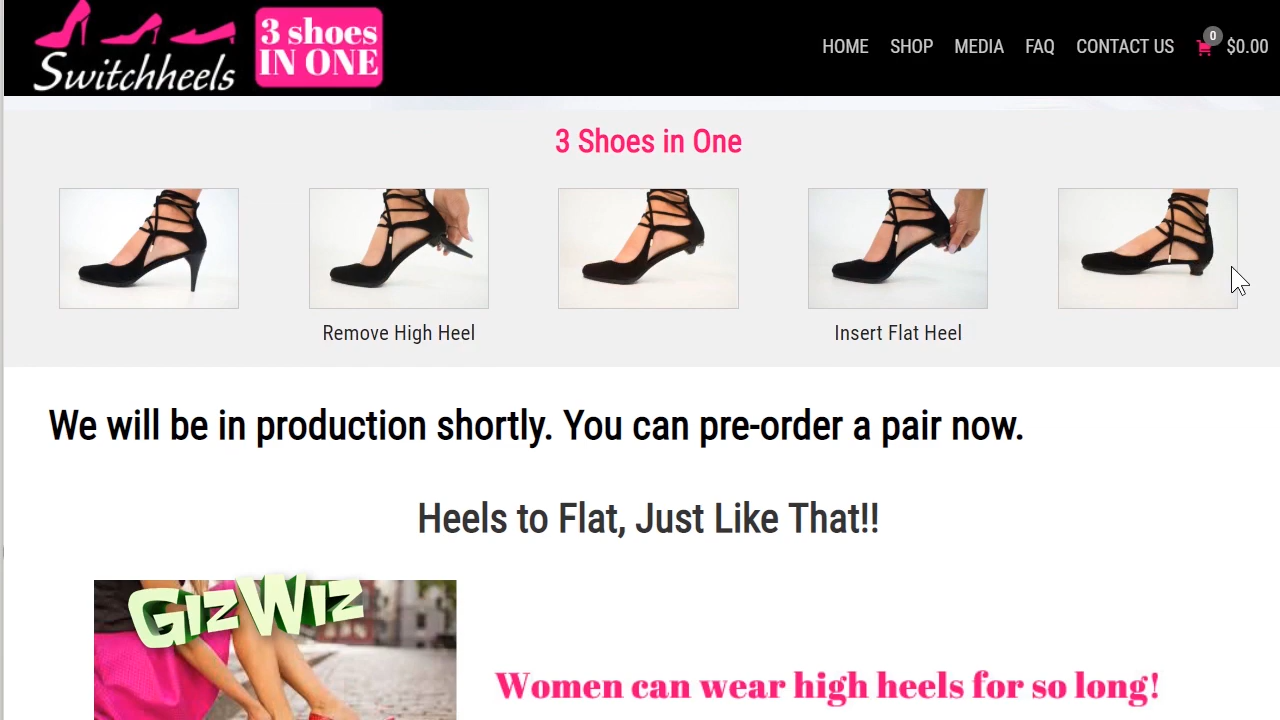 Switchheels
3 shoes
IN ONE
HOME SHOP MEDIA FAQ CONTACT US 0 $0.00
3 Shoes in One
Remove High Heel
Insert Flat Heel
We will be in production shortly. You can pre-order a pair now.
Heels to Flat, Just Like That!!
GizWiz
Women can wear high heels for so long!